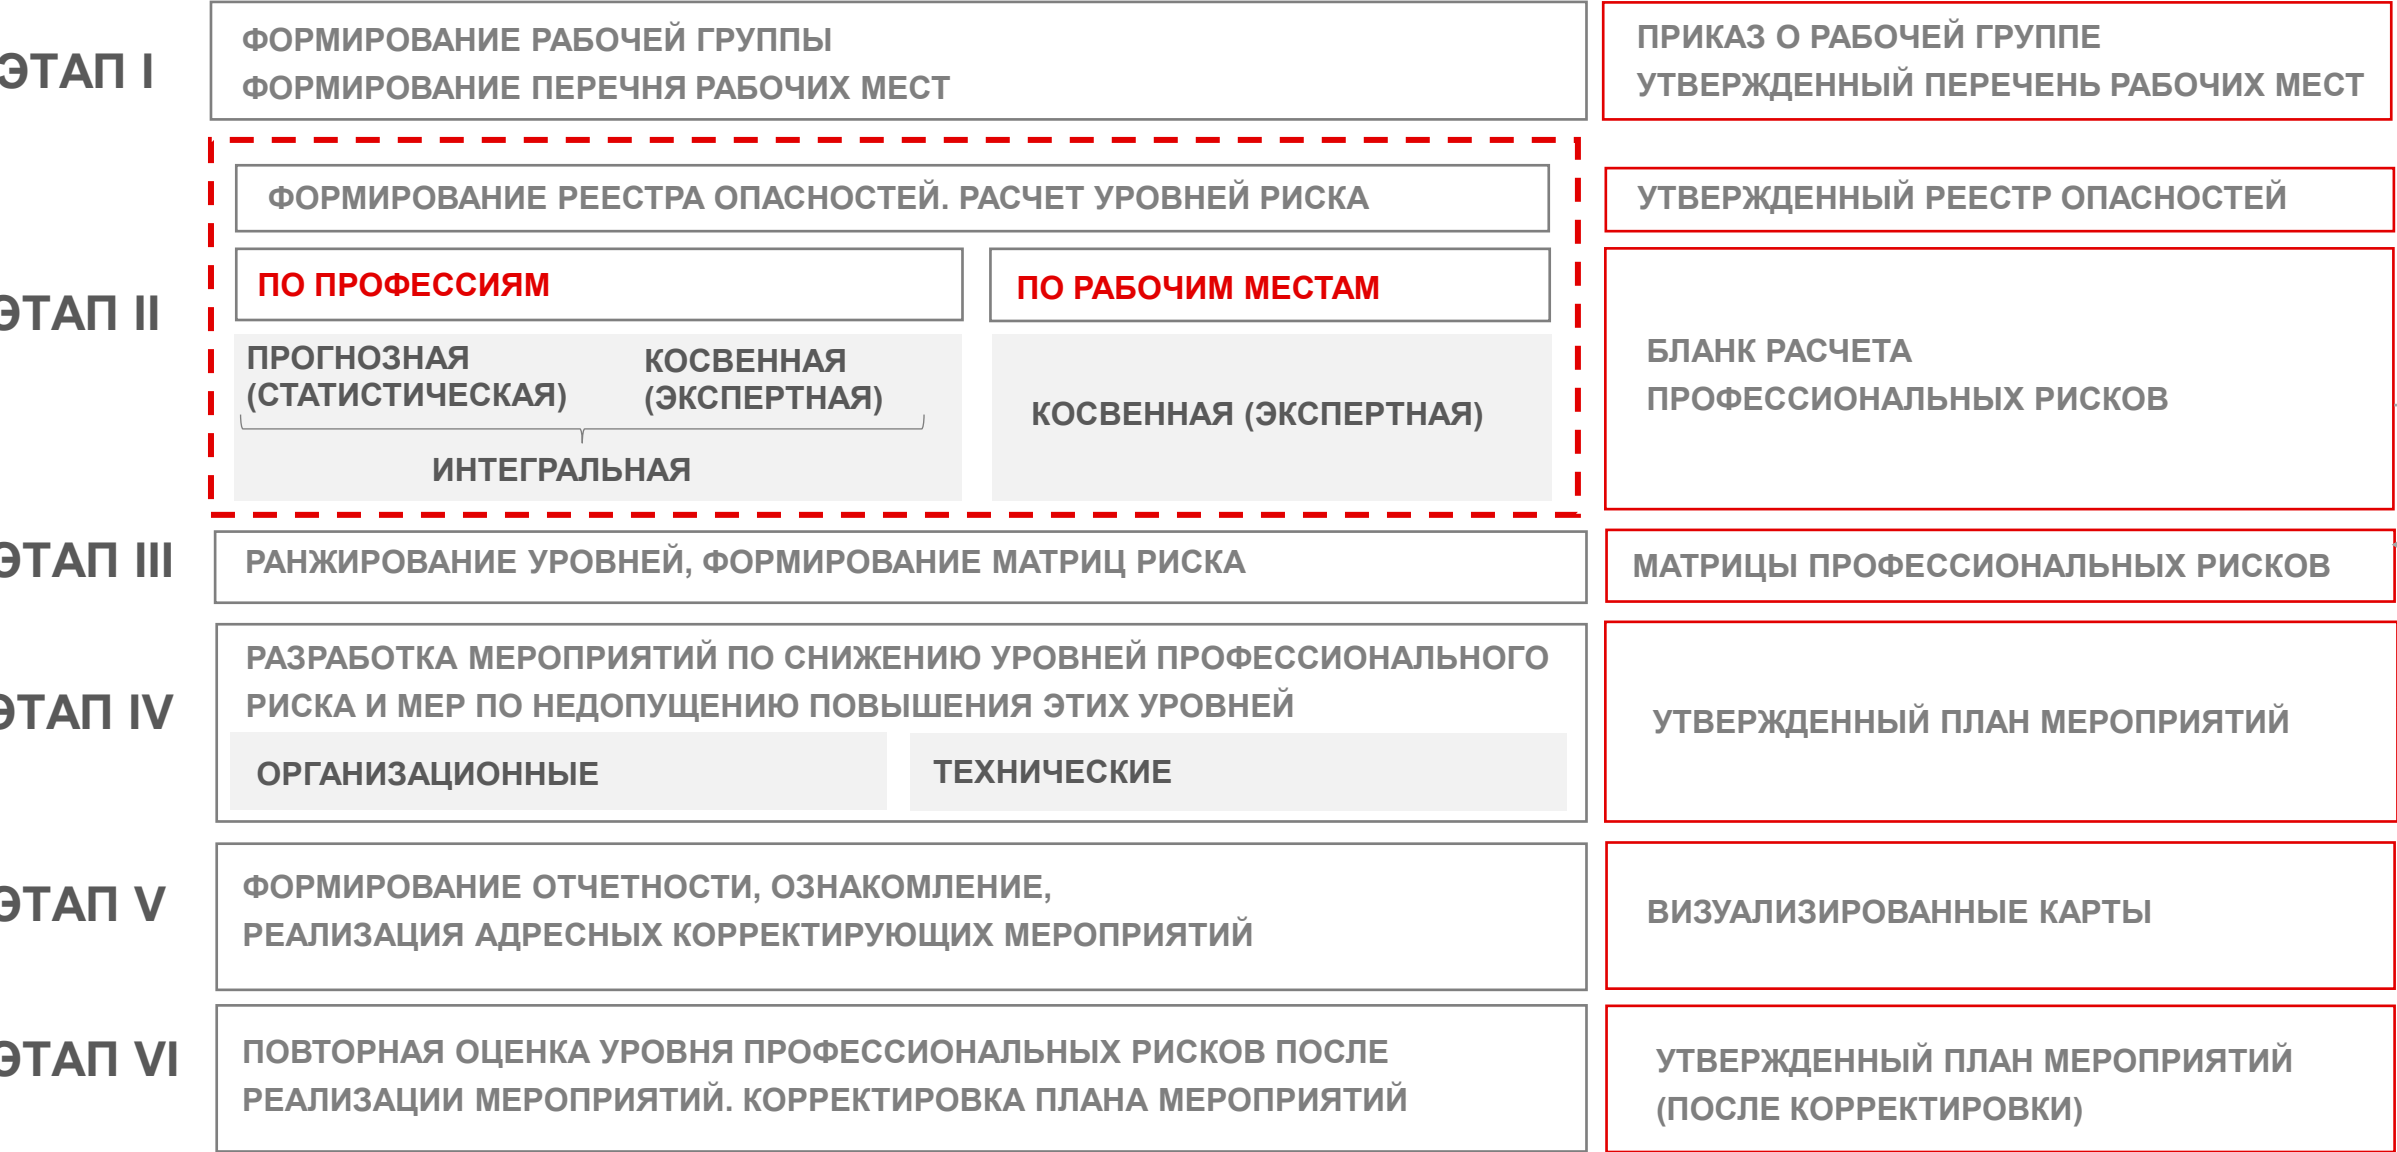 ЭТАП I
ФОРМИРОВАНИЕ РАБОЧЕЙ ГРУППЫ
ФОРМИРОВАНИЕ ПЕРЕЧНЯ РАБОЧИХ МЕСТ
ПРИКАЗ О РАБОЧЕЙ ГРУППЕ
УТВЕРЖДЕННЫЙ ПЕРЕЧЕНЬ РАБОЧИХ МЕСТ
ЭТАП II
ФОРМИРОВАНИЕ РЕЕСТРА ОПАСНОСТЕЙ. РАСЧЕТ УРОВНЕЙ РИСКА
УТВЕРЖДЕННЫЙ РЕЕСТР ОПАСНОСТЕЙ
ПО ПРОФЕССИЯМ
ПО РАБОЧИМ МЕСТАМ
ПРОГНОЗНАЯ
(СТАТИСТИЧЕСКАЯ)
КОСВЕННАЯ
(ЭКСПЕРТНАЯ)
ИНТЕГРАЛЬНАЯ
КОСВЕННАЯ (ЭКСПЕРТНАЯ)
БЛАНК РАСЧЕТА
ПРОФЕССИОНАЛЬНЫХ РИСКОВ
ЭТАП III
РАНЖИРОВАНИЕ УРОВНЕЙ, ФОРМИРОВАНИЕ МАТРИЦ РИСКА
МАТРИЦЫ ПРОФЕССИОНАЛЬНЫХ РИСКОВ
ЭТАП IV
РАЗРАБОТКА МЕРОПРИЯТИЙ ПО СНИЖЕНИЮ УРОВНЕЙ ПРОФЕССИОНАЛЬНОГО
РИСКА И МЕР ПО НЕДОПУЩЕНИЮ ПОВЫШЕНИЯ ЭТИХ УРОВНЕЙ
ОРГАНИЗАЦИОННЫЕ
ТЕХНИЧЕСКИЕ
УТВЕРЖДЕННЫЙ ПЛАН МЕРОПРИЯТИЙ
ЭТАП V
ФОРМИРОВАНИЕ ОТЧЕТНОСТИ, ОЗНАКОМЛЕНИЕ,
РЕАЛИЗАЦИЯ АДРЕСНЫХ КОРРЕКТИРУЮЩИХ МЕРОПРИЯТИЙ
ВИЗУАЛИЗИРОВАННЫЕ КАРТЫ
ЭТАП VI
ПОВТОРНАЯ ОЦЕНКА УРОВНЯ ПРОФЕССИОНАЛЬНЫХ РИСКОВ ПОСЛЕ
РЕАЛИЗАЦИИ МЕРОПРИЯТИЙ. КОРРЕКТИРОВКА ПЛАНА МЕРОПРИЯТИЙ
УТВЕРЖДЕННЫЙ ПЛАН МЕРОПРИЯТИЙ
(ПОСЛЕ КОРРЕКТИРОВКИ)